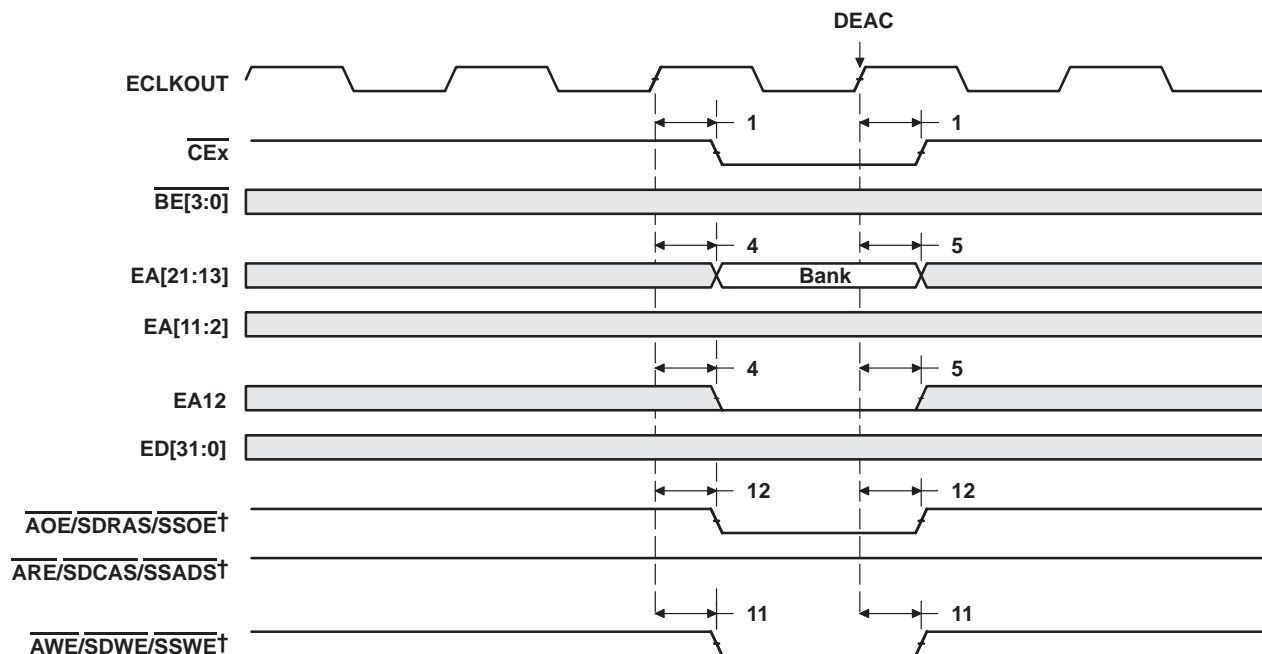 DEAC
ECLKOUT
1 1
CEx
BE[3:0]
4 5
EA[21:13] Bank
EA[11:2]
4 5
EA12
ED[31:0]
12 12
AOE/SDRAS/SSOE†
ARE/SDCAS/SSADS†
11 11
AWE/SDWE/SSWE†